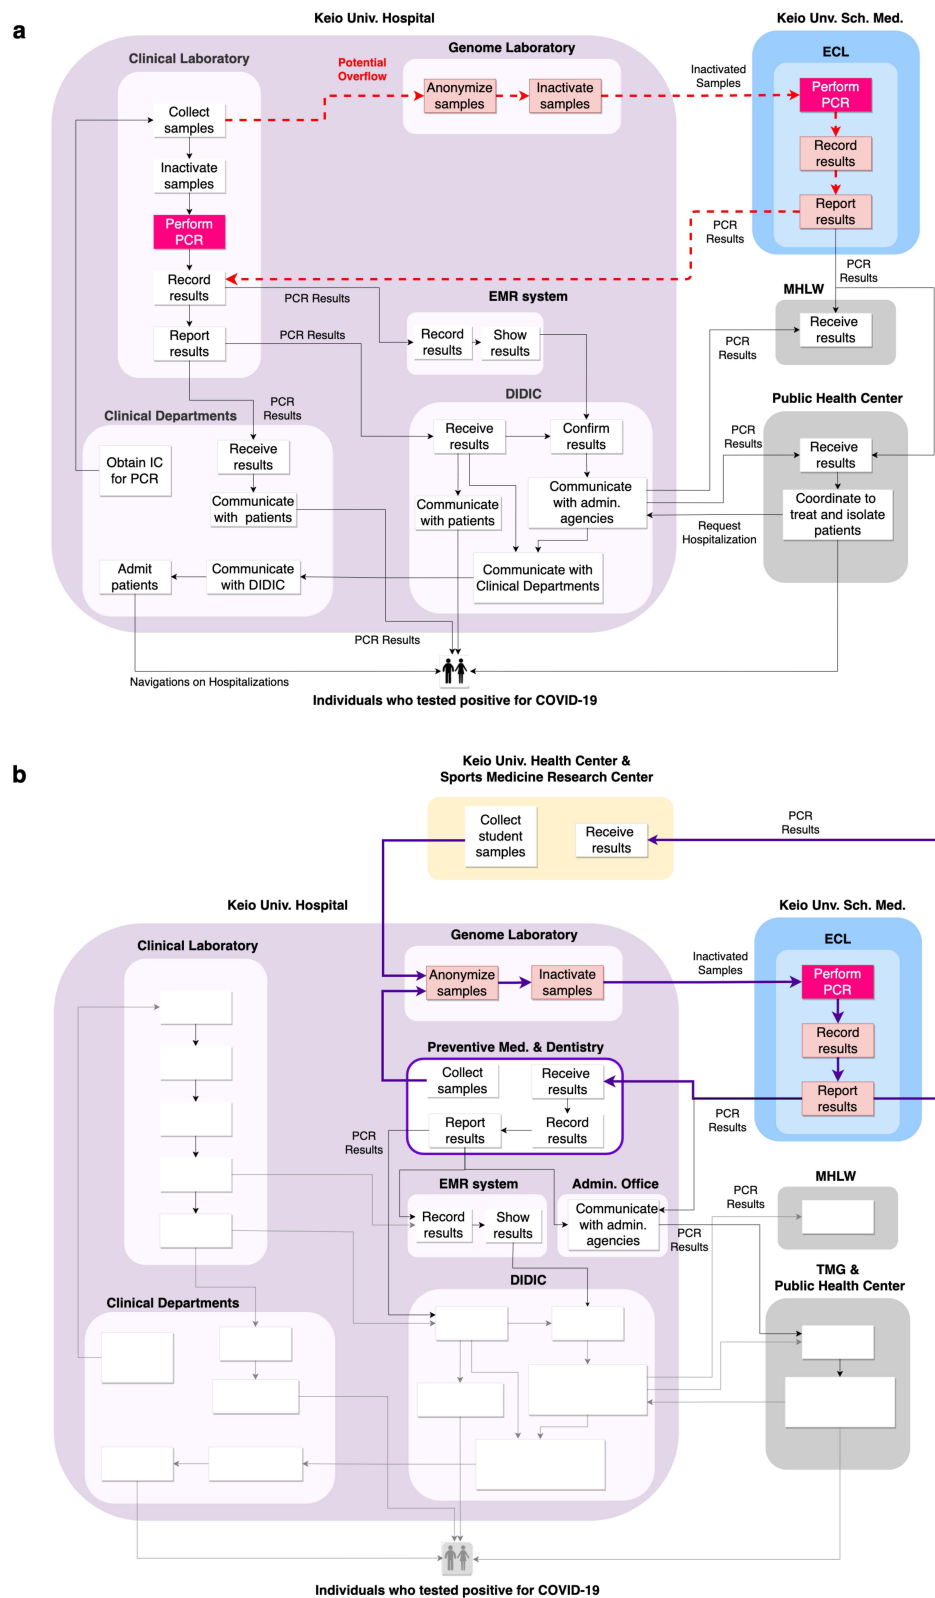 a
Keio Univ. Hospital
Keio Unv. Sch. Med.
Clinical Laboratory
Potential
Overflow
Genome Laboratory
Anonymize
samples
Inactivate
samples
Inactivated
Samples
ECL
Perform
PCR
Record
results
Report
results
Collect
samples
Inactivate
samples
Perform
PCR
Record
results
Report
results
PCR
Results
PCR
Results
PCR Results
PCR Results
EMR system
Record
results
Show
results
MHLW
Receive
results
PCR
Results
PCR
Results
Clinical Departments
Obtain IC
for PCR
Receive
results
Communicate
with patients
Admit
patients
Communicate
with DIDIC
DIDIC
Receive
results
Confirm
results
Communicate
with patients
Communicate
with admin.
agencies
Communicate with
Clinical Departments
Public Health Center
PCR
Results
Receive
results
Coordinate to
treat and isolate
patients
Request
Hospitalization
PCR Results
Navigations on Hospitalizations
Individuals who tested positive for COVID-19
b
Keio Univ. Health Center &
Sports Medicine Research Center
Collect
student
samples
Receive
results
PCR
Results
Keio Univ. Hospital
Keio Unv. Sch. Med.
Clinical Laboratory
Genome Laboratory
Anonymize
samples
Inactivate
samples
Inactivated
Samples
ECL
Perform
PCR
Record
results
Report
results
Preventive Med. & Dentistry
Collect
samples
Receive
results
Report
results
Record
results
PCR
Results
PCR
Results
EMR system
Record
results
Show
results
Admin. Office
Communicate
with admin.
agencies
PCR
Results
PCR
Results
MHLW
TMG &
Public Health Center
DIDIC
Clinical Departments
Individuals who tested positive for COVID-19